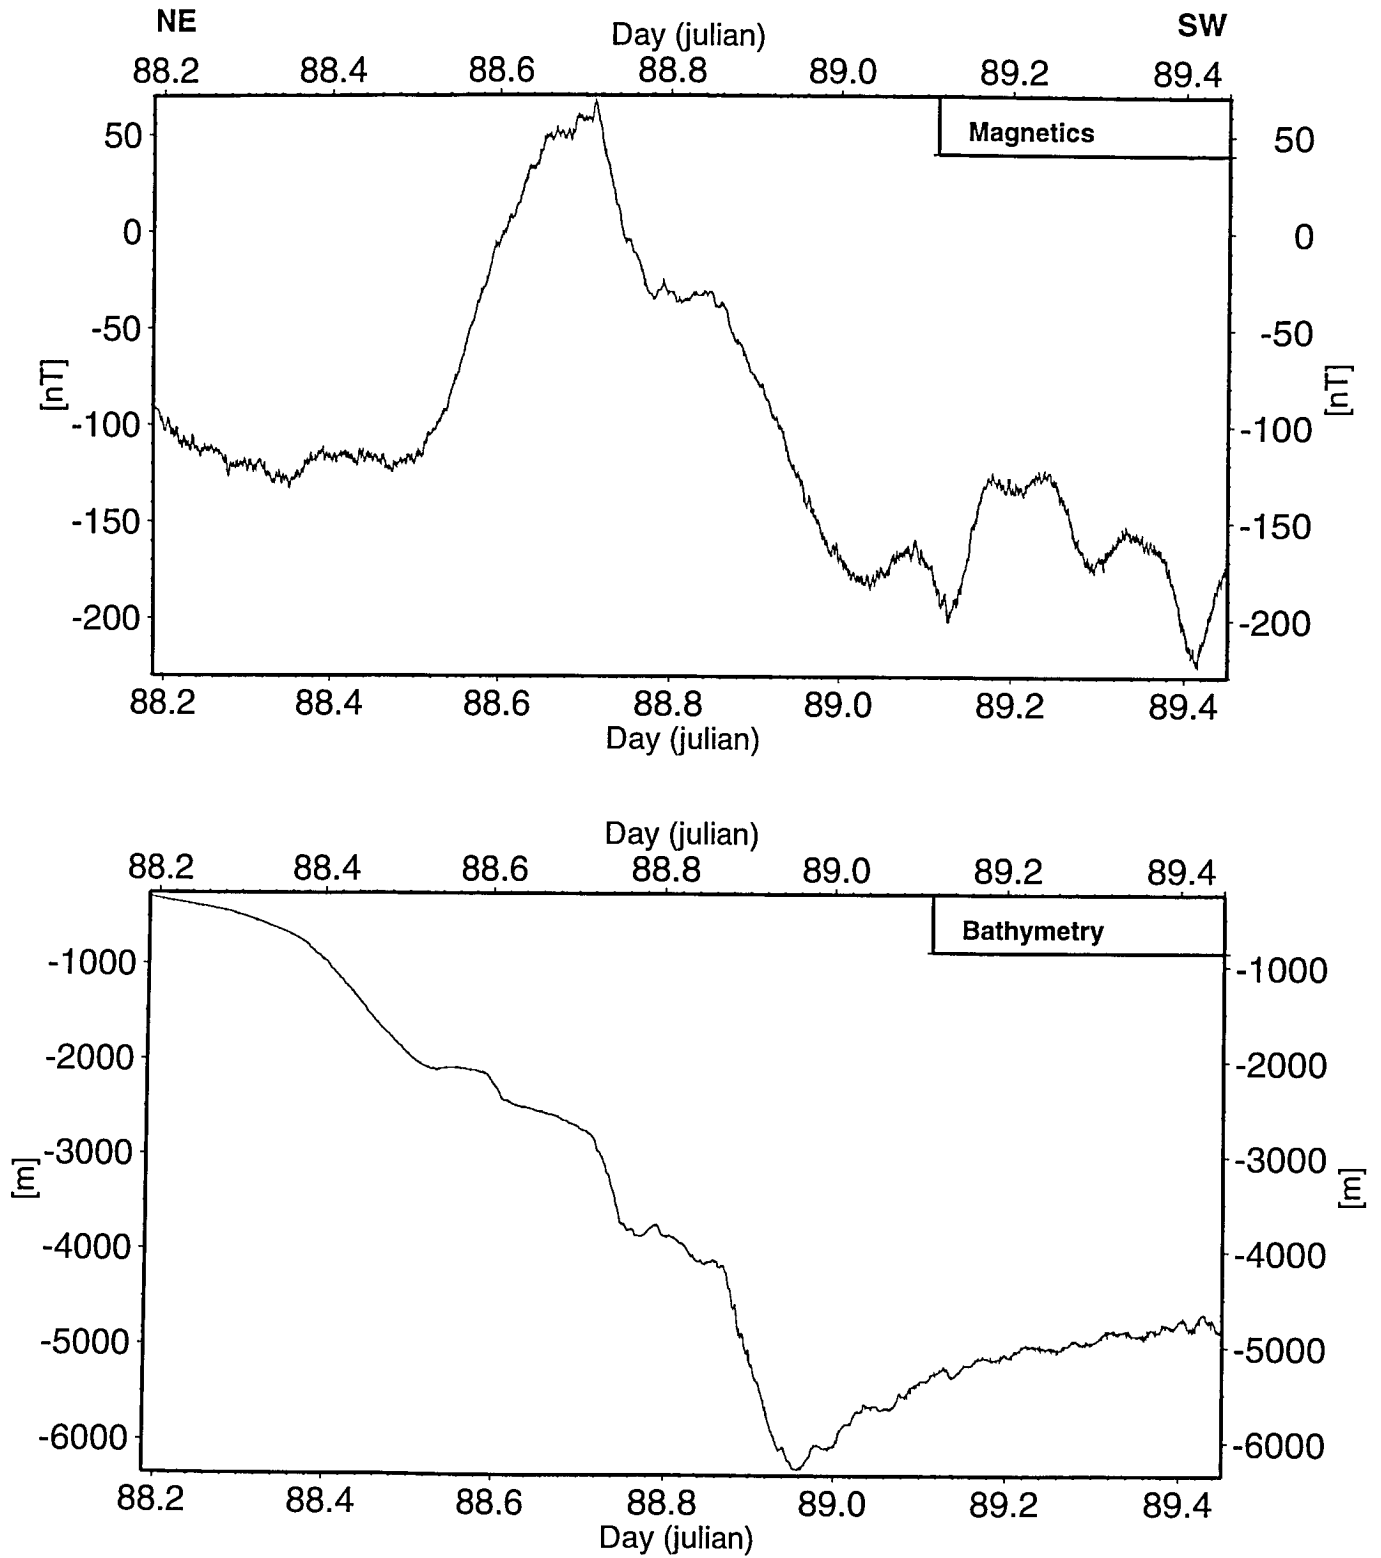 NE SW
Day (julian)
88.2 88.4 88.6 88.8 89.0 89.2 89.4
Magnetics
50 50
0 0
-50 -50
[nT] [nT]
-100 -100
-150 -150
-200 -200
88.2 88.4 88.6 88.8 89.0 89.2 89.4
Day (julian)
Day (julian)
88.2 88.4 88.6 88.8 89.0 89.2 89.4
Bathymetry
-1000 -1000
-2000 -2000
-3000 -3000
[m] [m]
-4000 -4000
-5000 -5000
-6000 -6000
88.2 88.4 88.6 88.8 89.0 89.2 89.4
Day (julian)